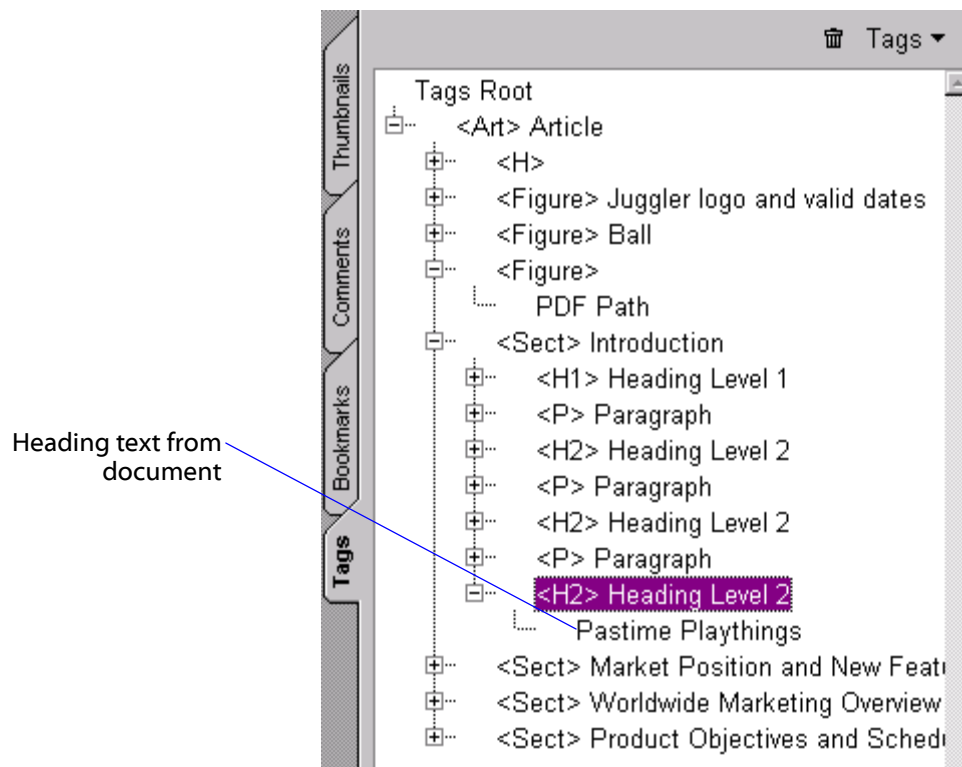 Tags
Thumbnails
Comments
Bookmarks
Tags
Tags Root
<Art> Article
<H>
<Figure> Juggler logo and valid dates
<Figure> Ball
<Figure>
PDF Path
<Sect> Introduction
<H1> Heading Level 1
<P> Paragraph
<H2> Heading Level 2
<P> Paragraph
<H2> Heading Level 2
<P> Paragraph
<H2> Heading Level 2
Pastime Playthings
<Sect> Market Position and New Featu
<Sect> Worldwide Marketing Overview
<Sect> Product Objectives and Sched
Heading text from
document